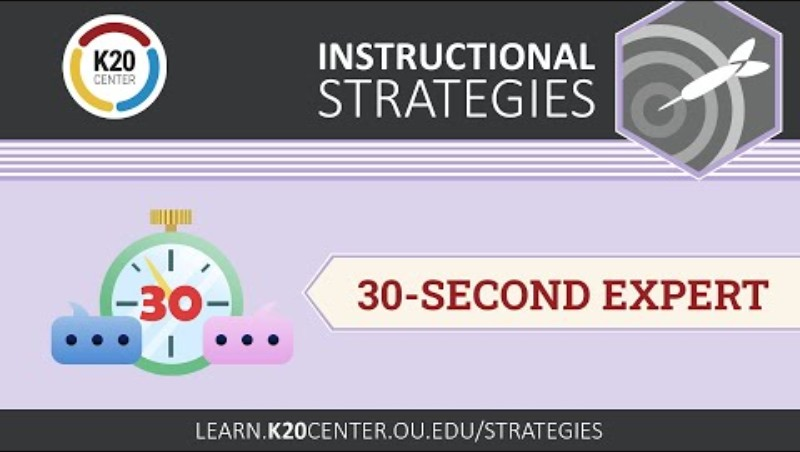 K20
CENTER
INSTRUCTIONAL
STRATEGIES
30
30-SECOND EXPERT
LEARN.K20CENTER.OU.EDU/STRATEGIES